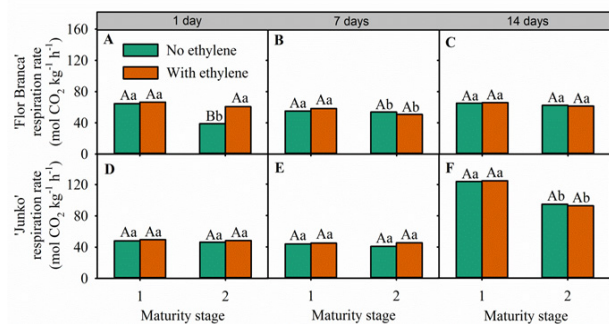 1 day 7 days 14 days
'Flor Branca'
respiration rate
(mol CO2 kg-1 h-1)
160
120
80
40
0
A
No ethylene
With ethylene
Aa Aa
Bb Aa
B
Aa Aa
Ab Ab
C
Aa Aa
Aa Aa
'Junko'
respiration rate
(mol CO2 kg-1 h-1)
120
80
40
0
D
Aa Aa
Aa Aa
E
Aa Aa
Aa Aa
F
Aa Aa
Ab Ab
1 2 1 2 1 2
Maturity stage Maturity stage Maturity stage